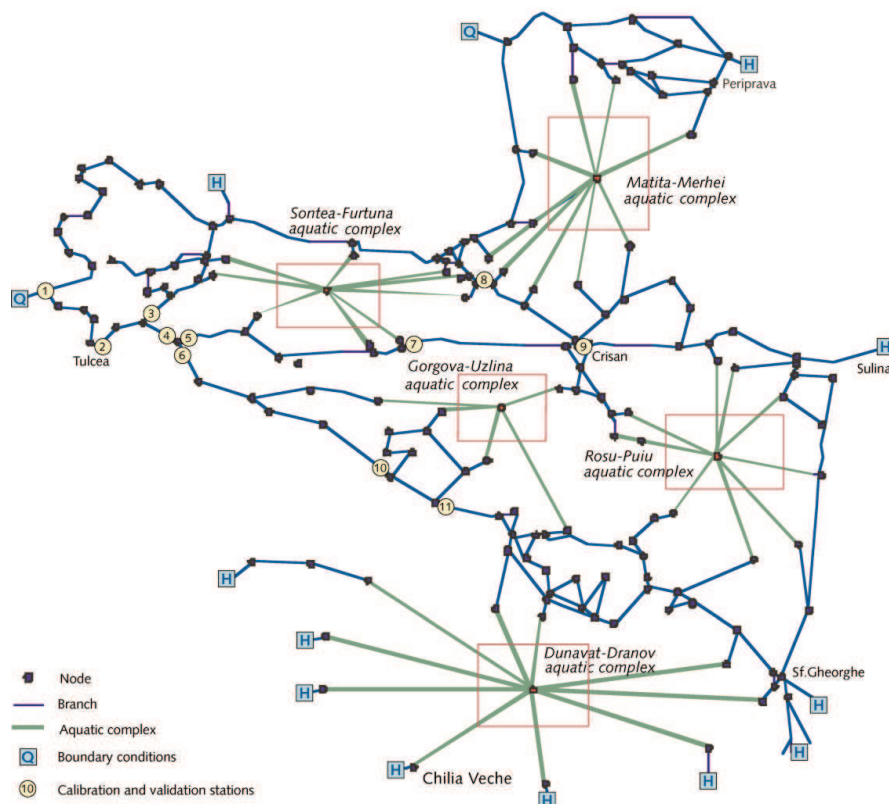 Q
H
Periprava
Matita-Merhei
aquatic complex
H
Sontea-Furtuna
aquatic complex
8
Q
1
3
2
4
5
6
7
9
Tulcea
Crisan
H
Sulina
Gorgova-Uzlina
aquatic complex
Rosu-Puiu
aquatic complex
10
11
H
H
Dunavat-Dranov
aquatic complex
Sf.Gheorghe
H
H
H
H
Chilia Veche
H
H
Node
Branch
Aquatic complex
Q Boundary conditions
10 Calibration and validation stations